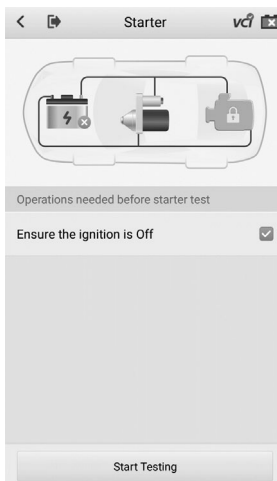 Starter
vci
Operations needed before starter test
Ensure the ignition is Off
Start Testing